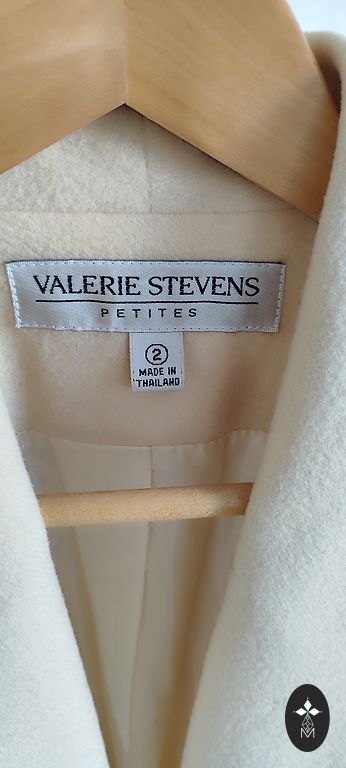 VALERIE STEVENS
PETITES
2
MADE IN
THAILAND
M